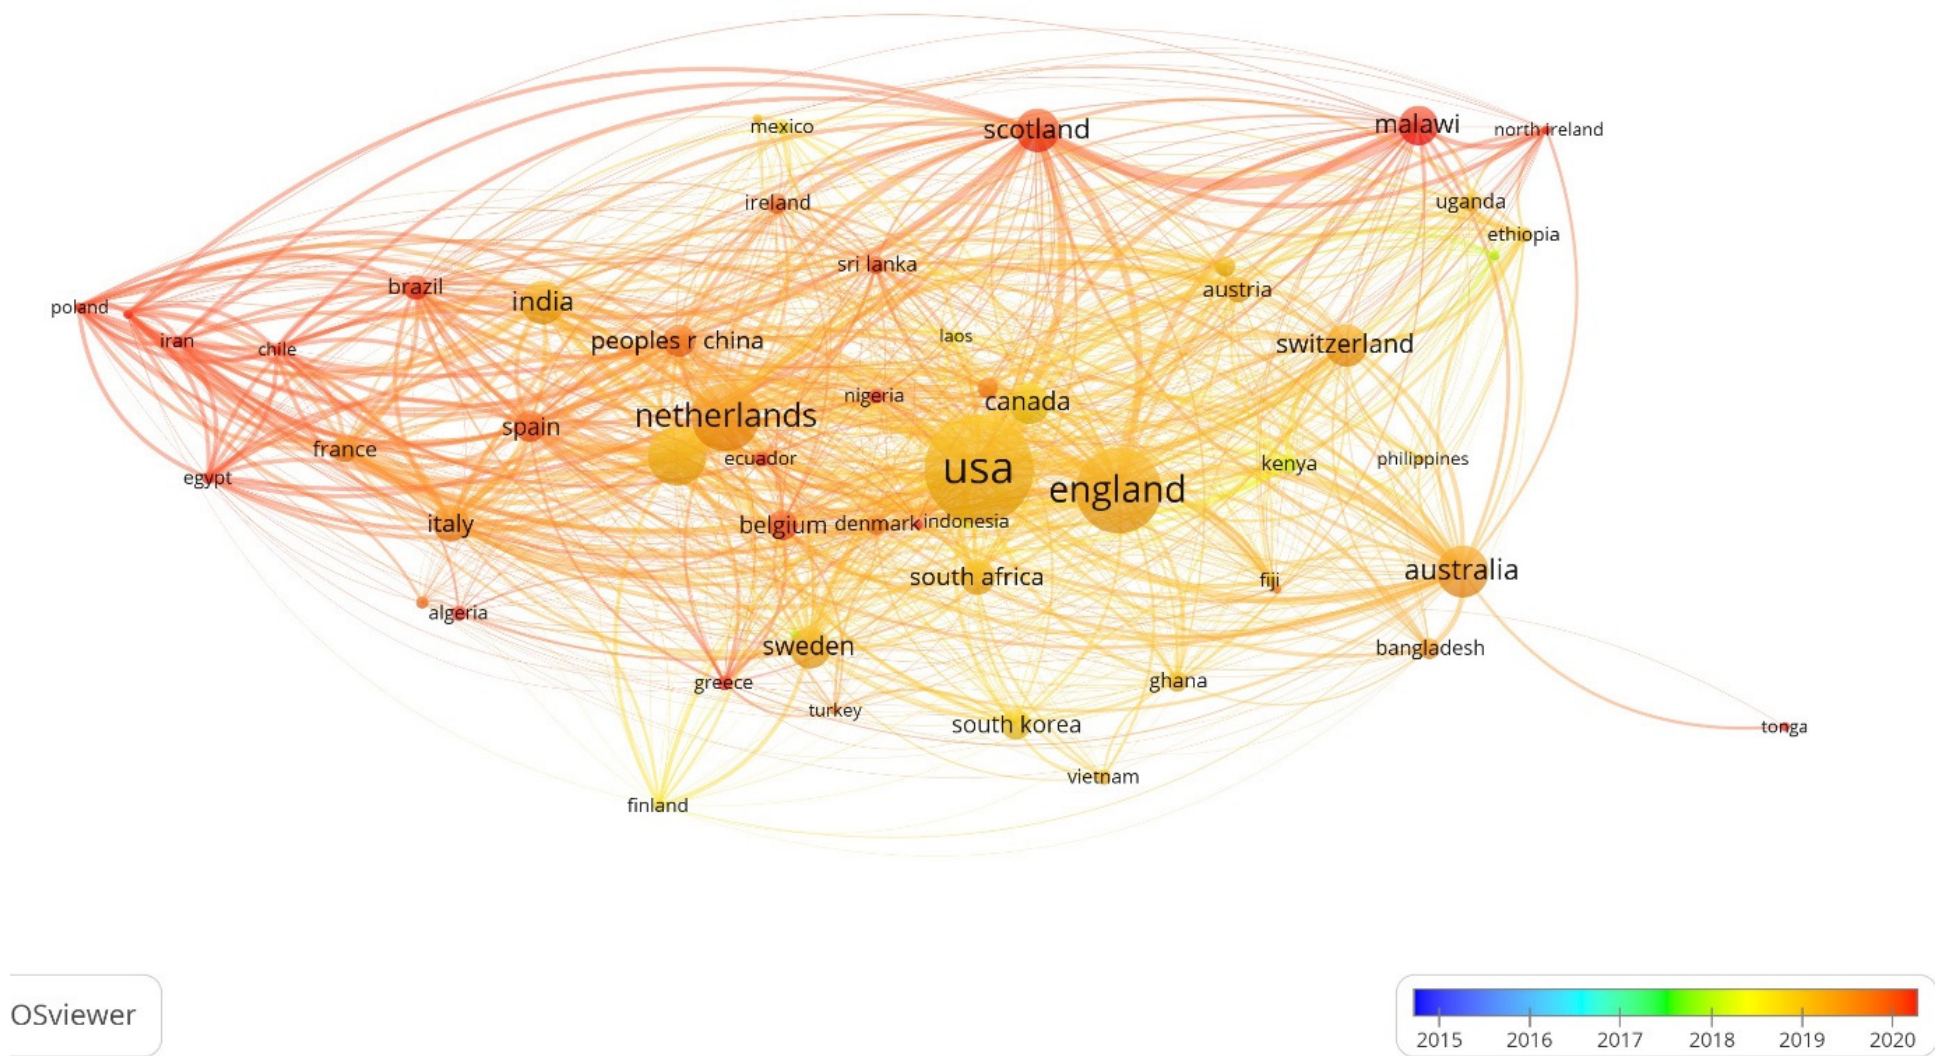 mexico
scotland
malawi
north ireland
ireland
uganda
ethiopia
sri lanka
brazil
india
austria
poland
iran
chile
peoples r china
laos
switzerland
nigeria
canada
netherlands
spain
france
ecuador
usa
england
kenya
philippines
egypt
italy
belgium
denmark
indonesia
south africa
fiji
australia
algeria
sweden
bangladesh
greece
ghana
turkey
south korea
tonga
vietnam
finland
OSviewer
2015 2016 2017 2018 2019 2020